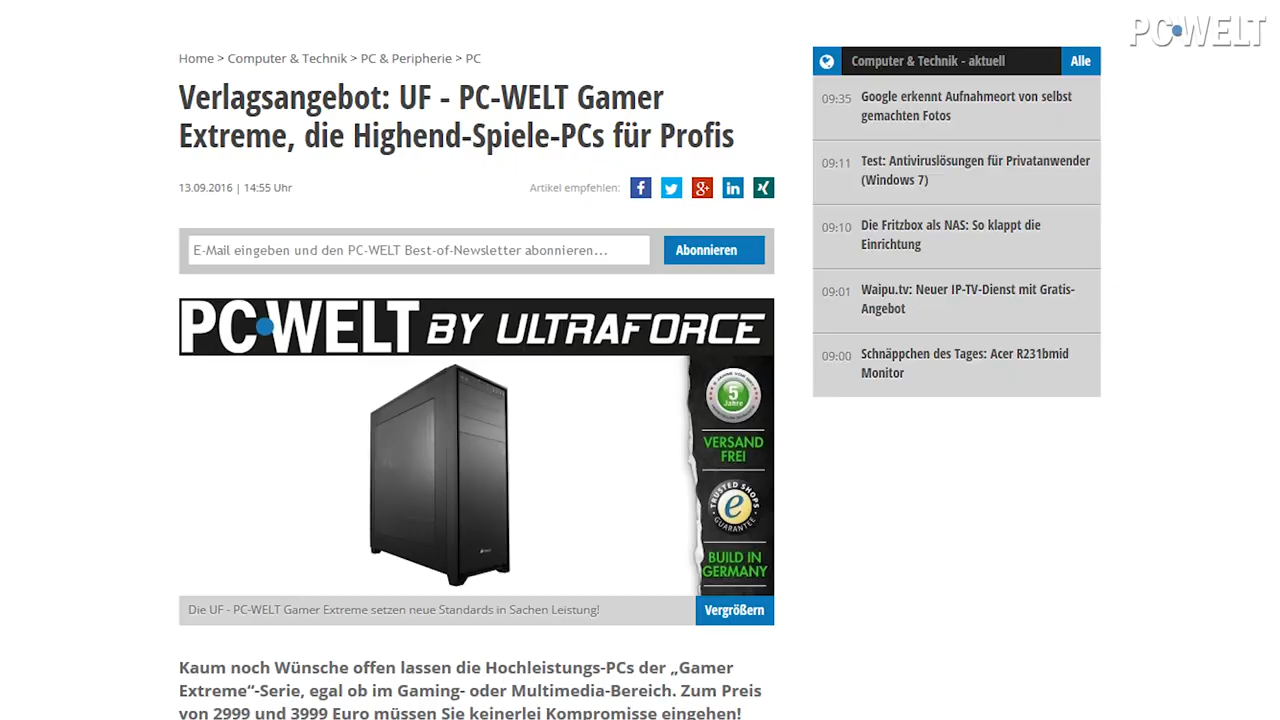 PC WELT
Home > Computer & Technik > PC & Peripherie > PC
Verlagsangebot: UF - PC-WELT Gamer
Extreme, die Highend-Spiele-PCs für Profis
13.09.2016 | 14:55 Uhr
Artikel empfehlen:
E-Mail eingeben und den PC-WELT Best-of-Newsletter abonnieren...
Abonnieren
PC WELT BY ULTRAFORCE
5
Jahre
VERSAND
FREI
TRUSTED SHOPS
GUARANTEE
BUILD IN
GERMANY
Die UF - PC-WELT Gamer Extreme setzen neue Standards in Sachen Leistung!
Vergrößern
Kaum noch Wünsche offen lassen die Hochleistungs-PCs der „Gamer
Extreme“-Serie, egal ob im Gaming- oder Multimedia-Bereich. Zum Preis
von 2999 und 3999 Euro müssen Sie keinerlei Kompromisse eingehen!
Computer & Technik - aktuell
Alle
09:35 Google erkennt Aufnahmeort von selbst
gemachten Fotos
09:11 Test: Antiviruslösungen für Privatanwender
(Windows 7)
09:10 Die Fritzbox als NAS: So klappt die
Einrichtung
09:01 Waipu.tv: Neuer IP-TV-Dienst mit Gratis-
Angebot
09:00 Schnäppchen des Tages: Acer R231bmid
Monitor